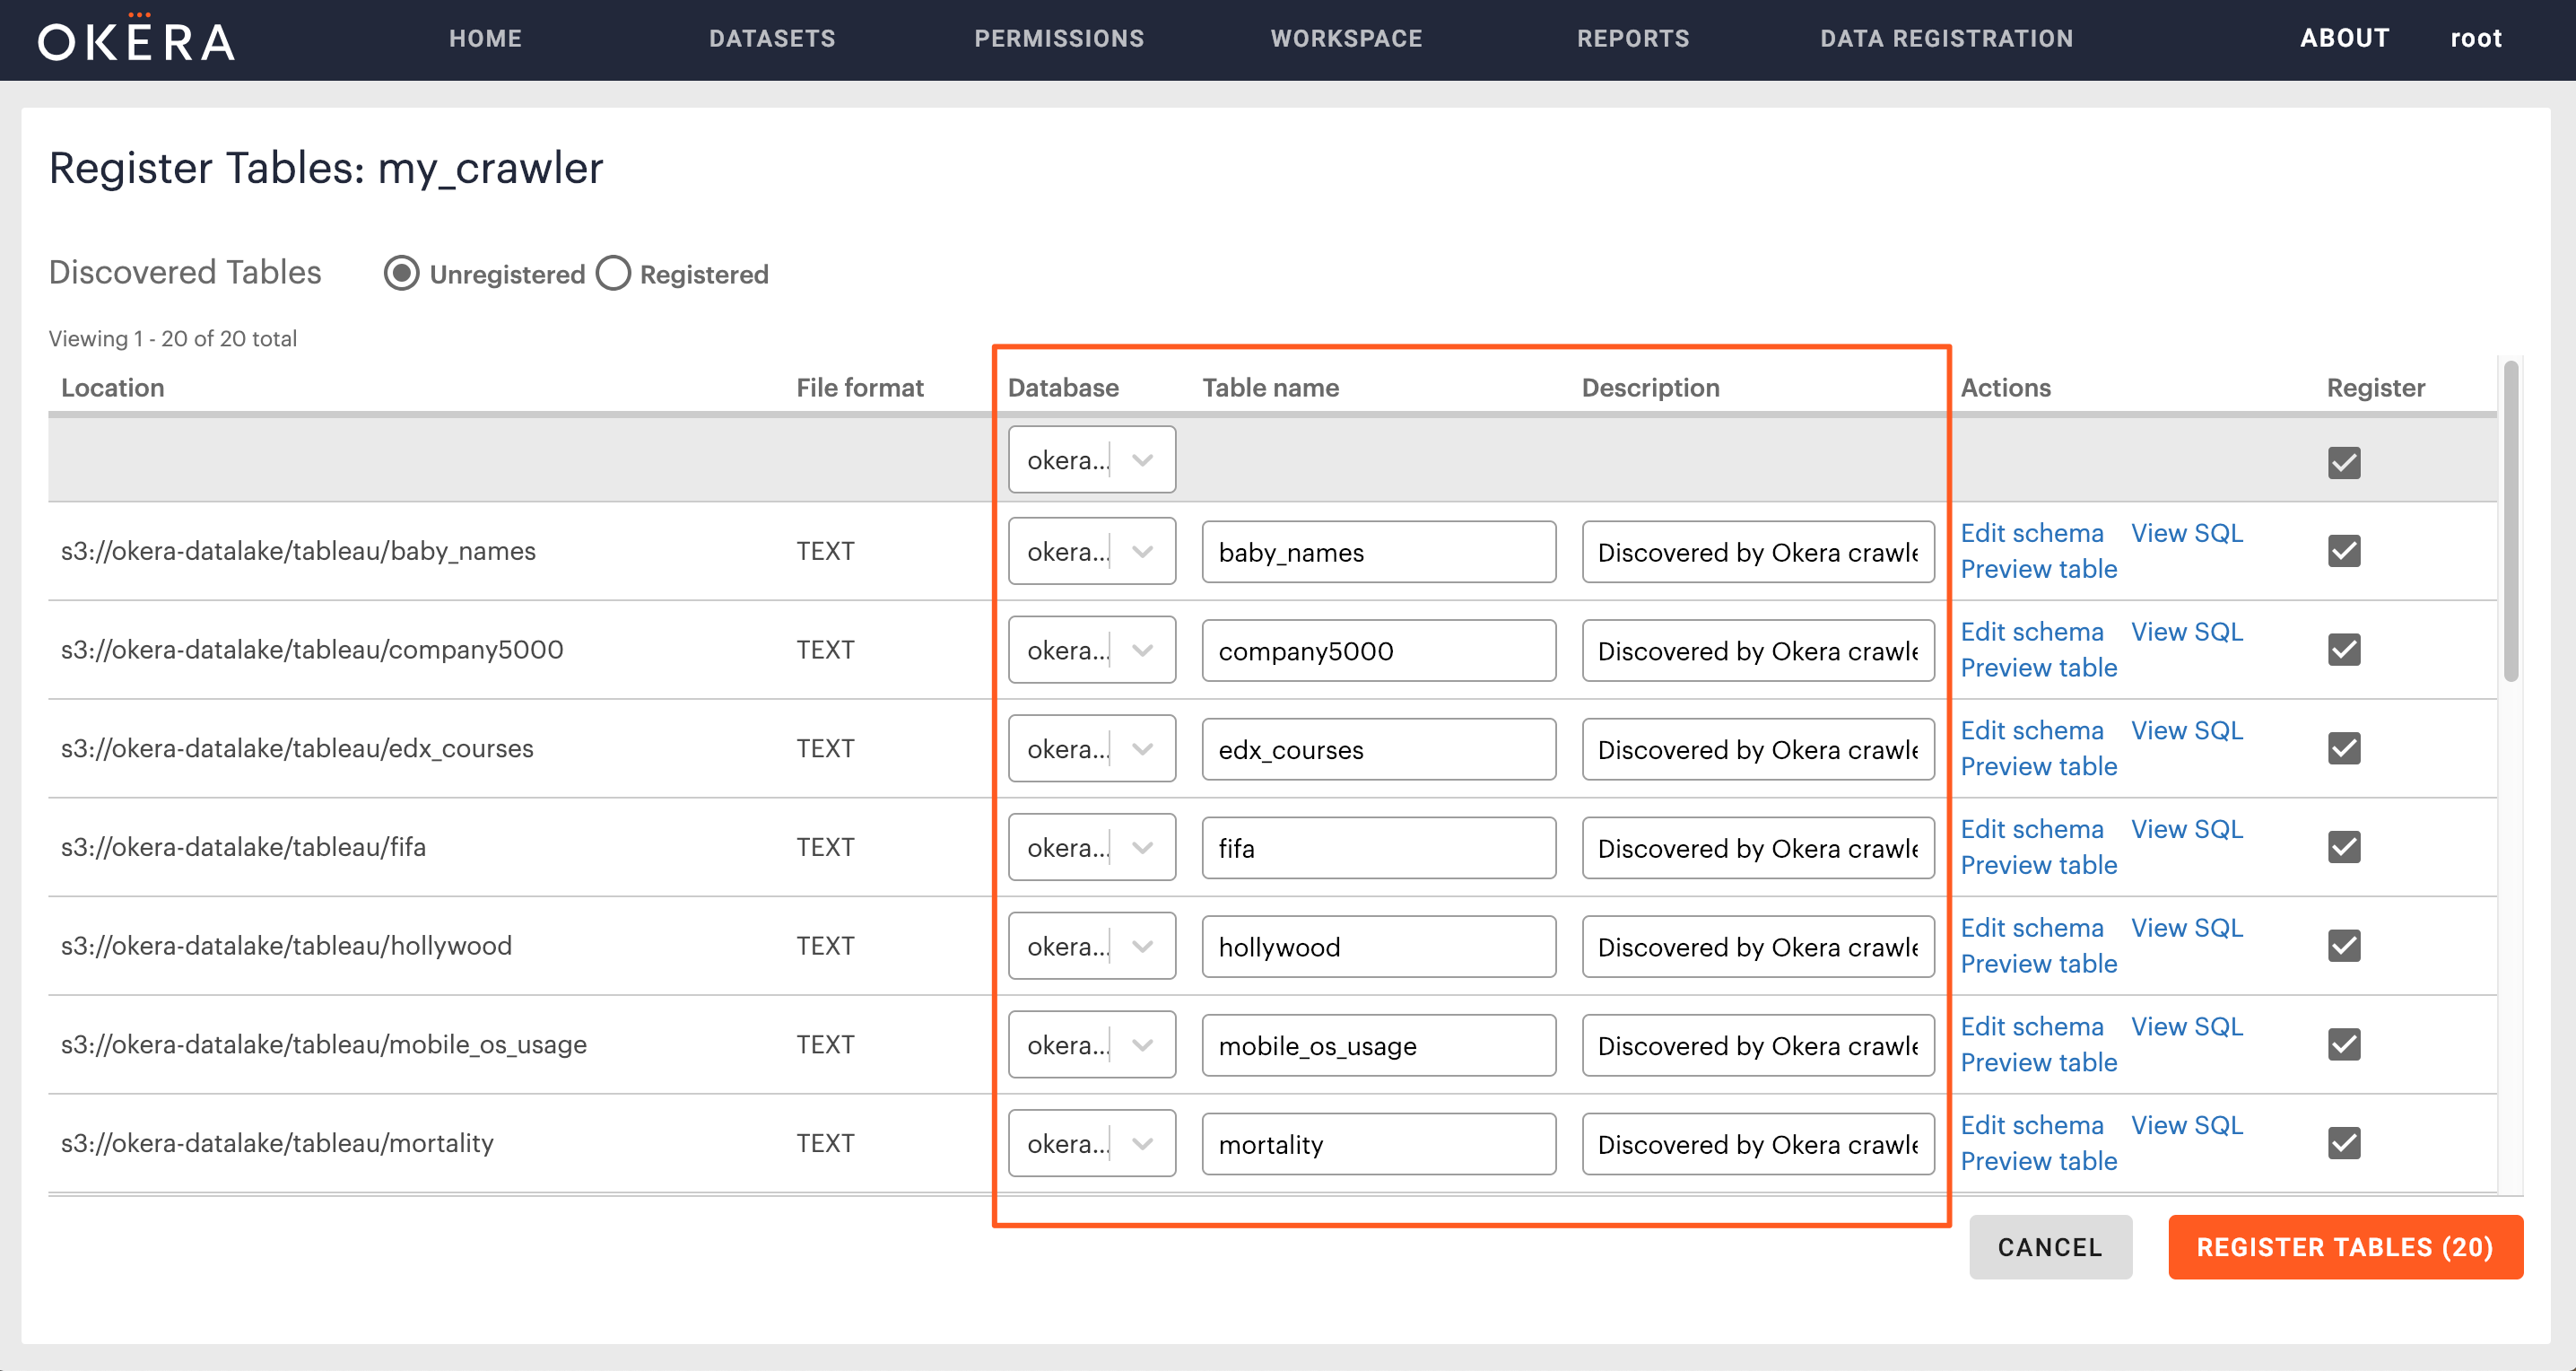 OKERA HOME DATASETS PERMISSIONS WORKSPACE REPORTS DATA REGISTRATION ABOUT root
Register Tables: my_crawler
Discovered Tables Unregistered Registered
Viewing 1 - 20 of 20 total
Location File format Database Table name Description Actions Register
okera...
s3://okera-datalake/tableau/baby_names TEXT okera... baby_names Discovered by Okera Edit schema View SQL
Preview table
s3://okera-datalake/tableau/company5000 TEXT okera... company5000 Discovered by Okera Edit schema View SQL
Preview table
s3://okera-datalake/tableau/edx_courses TEXT okera... edx_courses Discovered by Okera Edit schema View SQL
Preview table
s3://okera-datalake/tableau/fifa TEXT okera... fifa Discovered by Okera Edit schema View SQL
Preview table
s3://okera-datalake/tableau/hollywood TEXT okera... hollywood Discovered by Okera Edit schema View SQL
Preview table
s3://okera-datalake/tableau/mobile_os_usage TEXT okera... mobile_os_usage Discovered by Okera Edit schema View SQL
Preview table
s3://okera-datalake/tableau/mortality TEXT okera... mortality Discovered by Okera Edit schema View SQL
Preview table
CANCEL REGISTER TABLES (20)